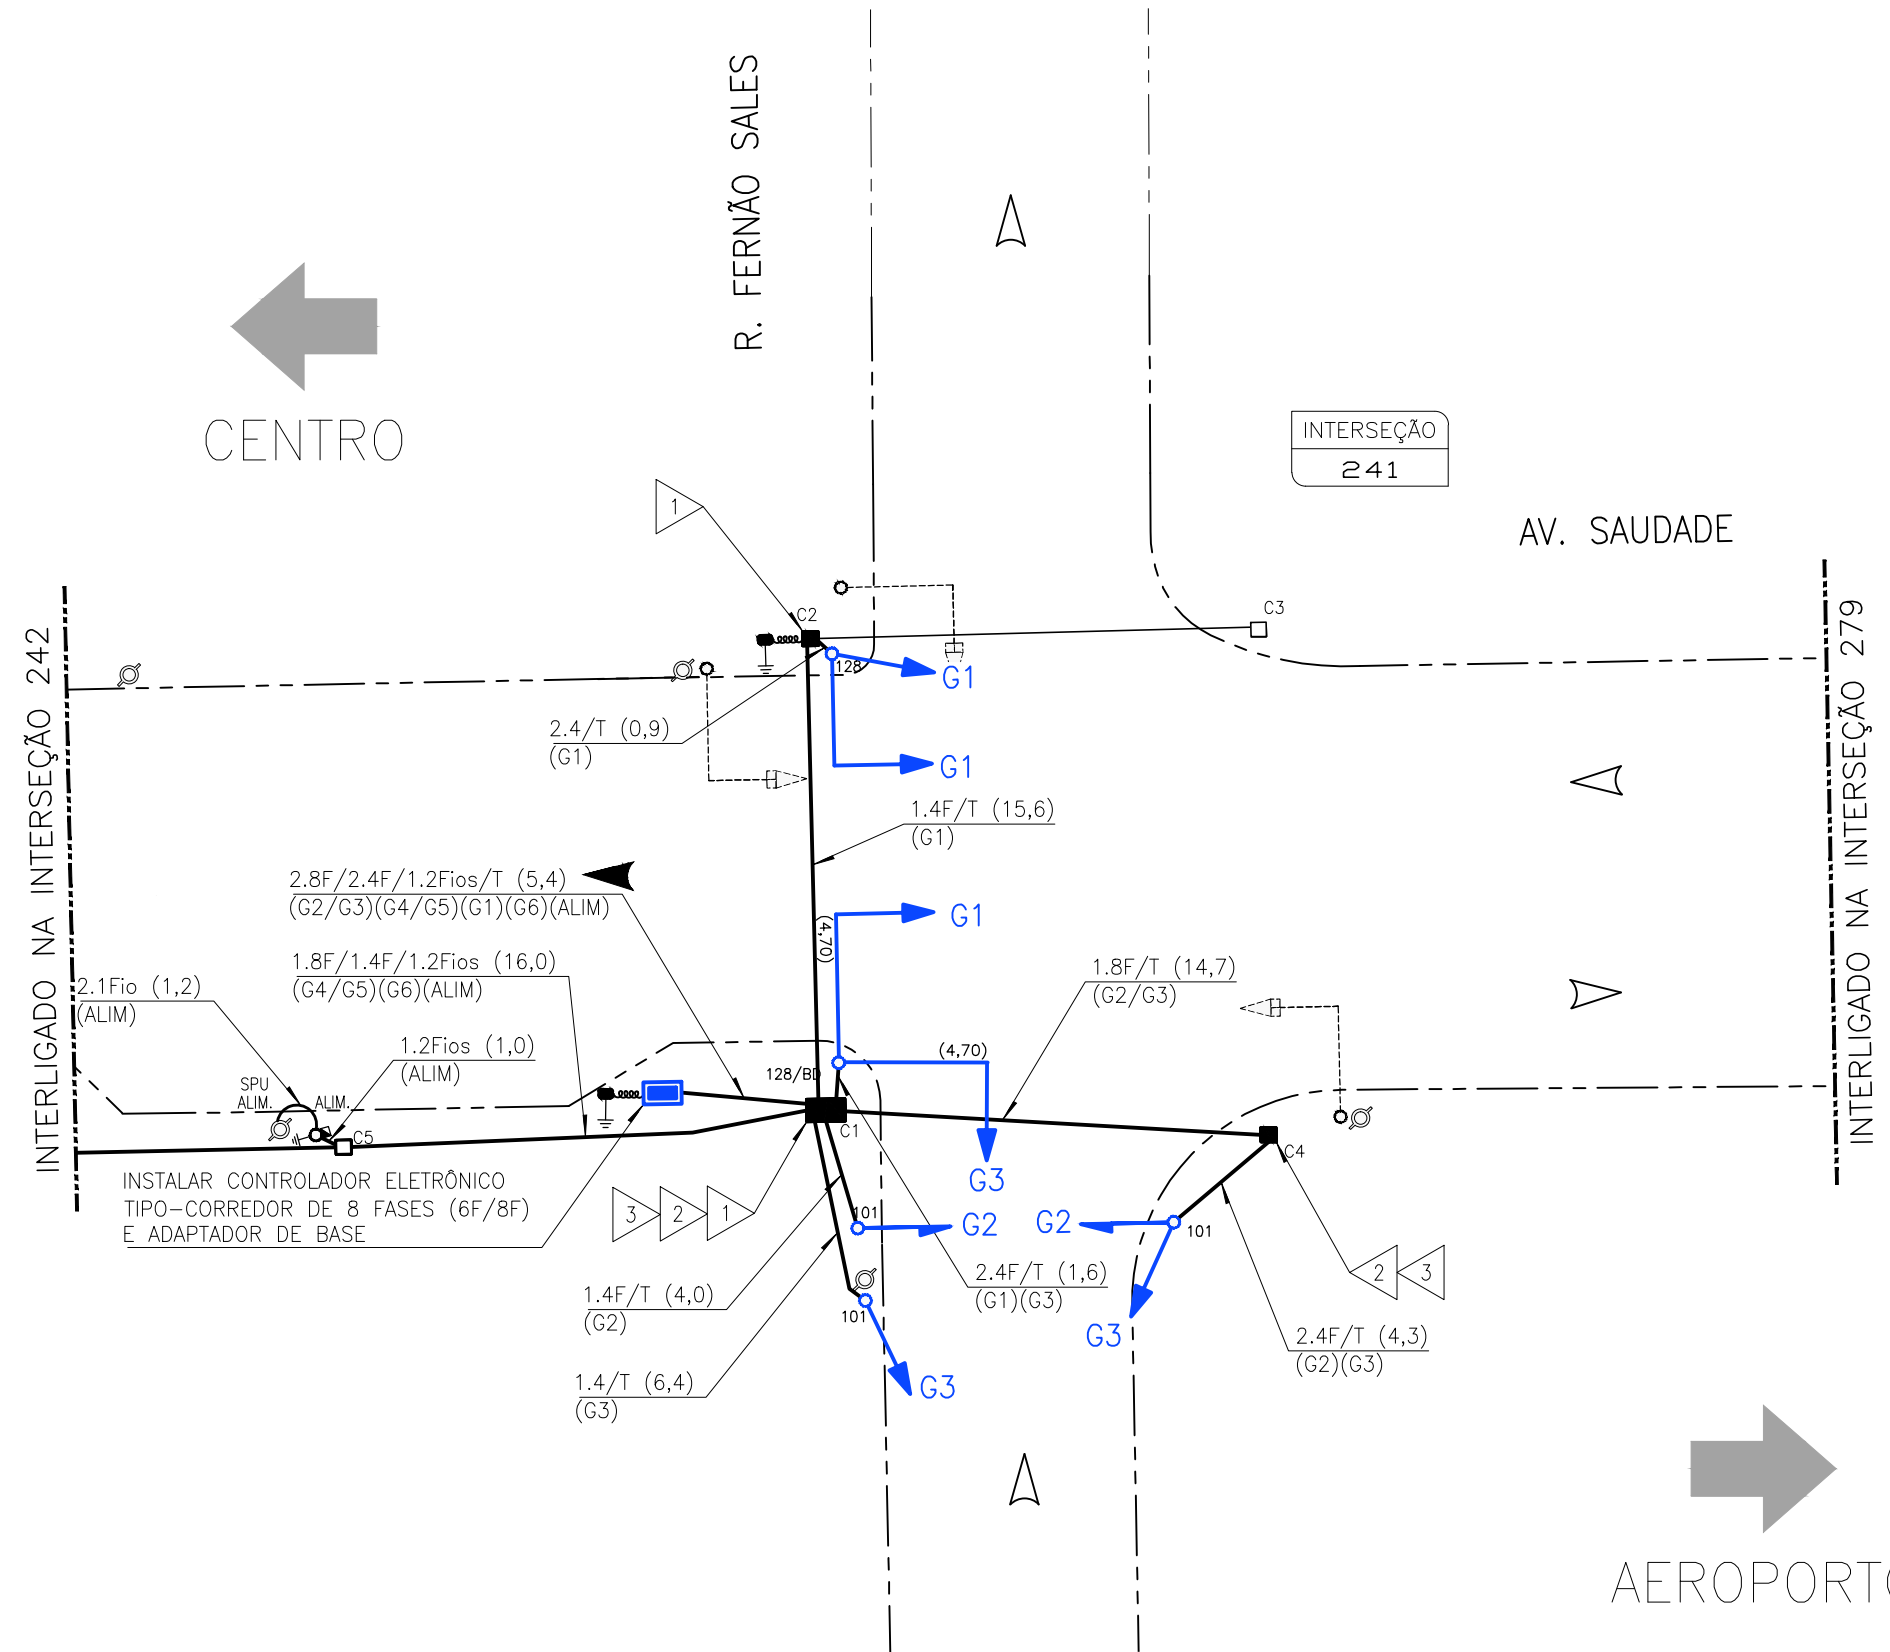 R. FERNÃO SALES
CENTRO
INTERSEÇÃO
241
AV. SAUDADE
INTERLIGADO NA INTERSEÇÃO 242
INTERLIGADO NA INTERSEÇÃO 279
1
C2
C3
128
G1
2.4/T (0,9)
(G1)
G1
1.4F/T (15,6)
(G1)
2.8F/2.4F/1.2Fios/T (5,4)
(G2/G3)(G4/G5)(G1)(G6)(ALIM)
(4,70)
G1
1.8F/1.4F/1.2Fios (16,0)
(G4/G5)(G6)(ALIM)
1.8F/T (14,7)
(G2/G3)
2.1Fio (1,2)
(ALIM)
1.2Fios (1,0)
(ALIM)
(4,70)
128/BD
SPU
ALIM.
ALIM.
C5
C1
C4
G3
INSTALAR CONTROLADOR ELETRÔNICO
TIPO-CORREDOR DE 8 FASES (6F/8F)
E ADAPTADOR DE BASE
3
2
1
101
G2
G2
101
2.4F/T (1,6)
(G1)(G3)
2
3
1.4F/T (4,0)
(G2)
101
G3
2.4F/T (4,3)
(G2)(G3)
1.4/T (6,4)
(G3)
G3
AEROPORTO